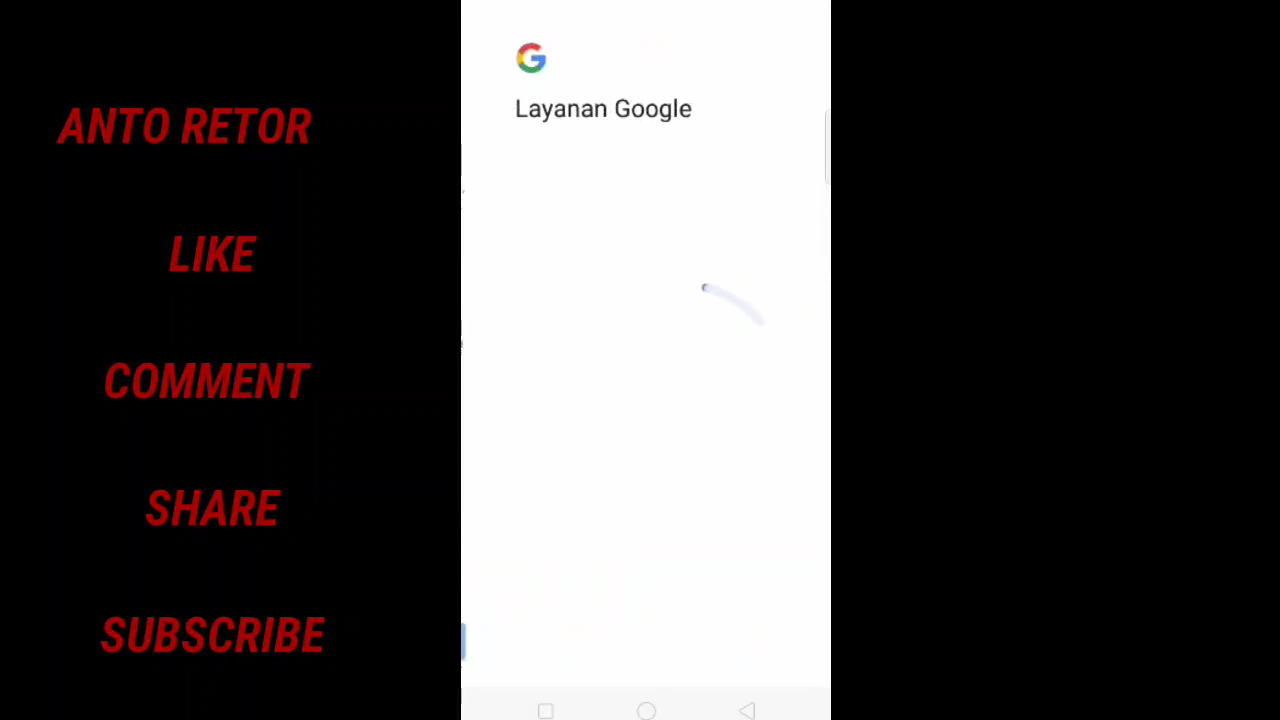 ANTO RETOR
LIKE
COMMENT
SHARE
SUBSCRIBE
Layanan Google